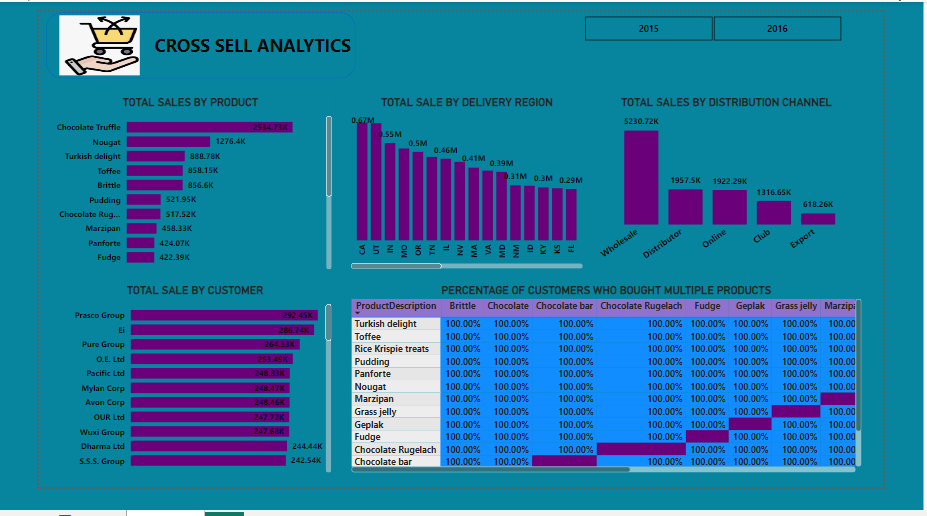 CROSS SELL ANALYTICS
2015 2016
TOTAL SALES BY PRODUCT
Chocolate Truffle 2534.73K
Nougat 1276.4K
Turkish delight 888.78K
Toffee 858.15K
Brittle 856.6K
Pudding 521.95K
Chocolate Rug... 517.52K
Marzipan 458.33K
Panforte 424.07K
Fudge 422.39K
TOTAL SALE BY DELIVERY REGION
0.67M 0.55M 0.5M 0.46M 0.41M 0.39M 0.31M 0.3M 0.29M
CA UT IN MO OR TN IL NV MA VA MD NM ID KY KS FL
TOTAL SALES BY DISTRIBUTION CHANNEL
5230.72K 1957.5K 1922.29K 1316.65K 618.26K
Wholesale Distributor Online Club Export
TOTAL SALE BY CUSTOMER
Prasco Group 292.45K
Ei 286.74K
Pure Group 264.33K
O.E. Ltd
Pacific Ltd 248.83K
Mylan Corp 248.47K
Avon Corp 248.46K
OUR Ltd 247.72K
Wuxi Group 247.68K
Dharma Ltd 244.44K
S.S.S. Group 242.54K
PERCENTAGE OF CUSTOMERS WHO BOUGHT MULTIPLE PRODUCTS
ProductDescription Brittle Chocolate Chocolate bar Chocolate Rugelach Fudge Geplak Grass jelly Marzipa
Turkish delight 100.00% 100.00% 100.00% 100.00% 100.00% 100.00% 100.00% 100.00
Toffee 100.00% 100.00% 100.00% 100.00% 100.00% 100.00% 100.00% 100.00
Rice Krispie treats 100.00% 100.00% 100.00% 100.00% 100.00% 100.00% 100.00% 100.00
Pudding 100.00% 100.00% 100.00% 100.00% 100.00% 100.00% 100.00% 100.00
Panforte 100.00% 100.00% 100.00% 100.00% 100.00% 100.00% 100.00% 100.00
Nougat 100.00% 100.00% 100.00% 100.00% 100.00% 100.00% 100.00% 100.00
Marzipan 100.00% 100.00% 100.00% 100.00% 100.00% 100.00% 100.00%
Grass jelly 100.00% 100.00% 100.00% 100.00% 100.00% 100.00% 100.00
Geplak 100.00% 100.00% 100.00% 100.00% 100.00% 100.00% 100.00
Fudge 100.00% 100.00% 100.00% 100.00% 100.00% 100.00% 100.00
Chocolate Rugelach 100.00% 100.00% 100.00% 100.00% 100.00% 100.00% 100.00
Chocolate bar 100.00% 100.00% 100.00% 100.00% 100.00% 100.00% 100.00